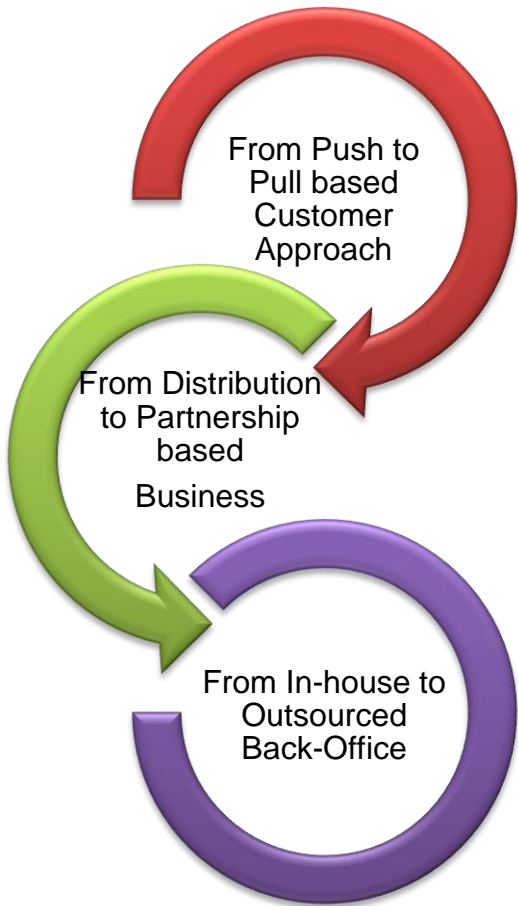 From Push to
Pull based
Customer
Approach
From Distribution
to Partnership
based
Business
From In-house to
Outsourced
Back-Office